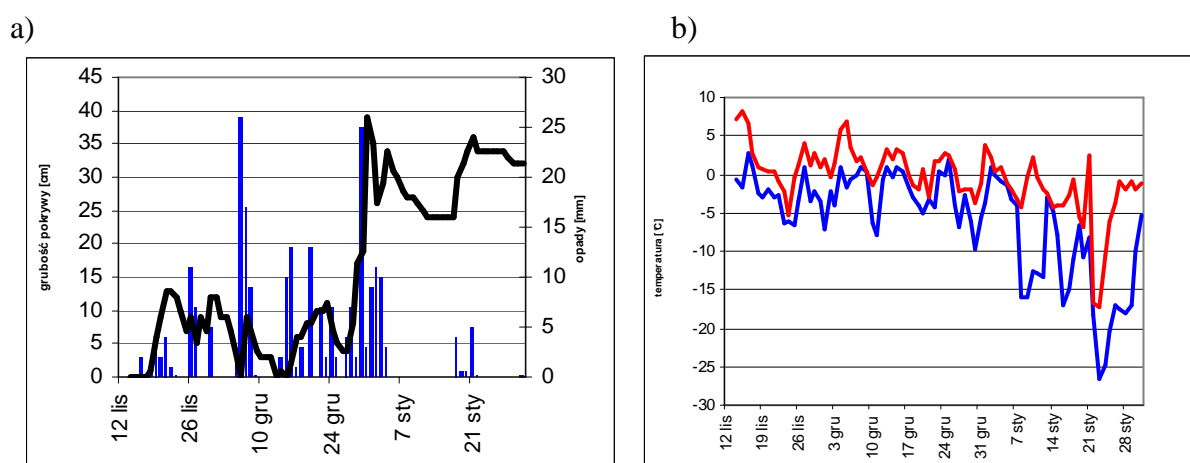 a)
b)
grubość pokrywy [cm]
45
40
35
30
25
20
15
10
5
0
30
25
20
15
10
5
0
opady [mm]
12 lis
26 lis
10 gru
24 gru
7 sty
21 sty
temperatura [°C]
10
5
0
-5
-10
-15
-20
-25
-30
12 lis
19 lis
26 lis
3 gru
10 gru
17 gru
24 gru
31 gru
7 sty
14 sty
21 sty
28 sty